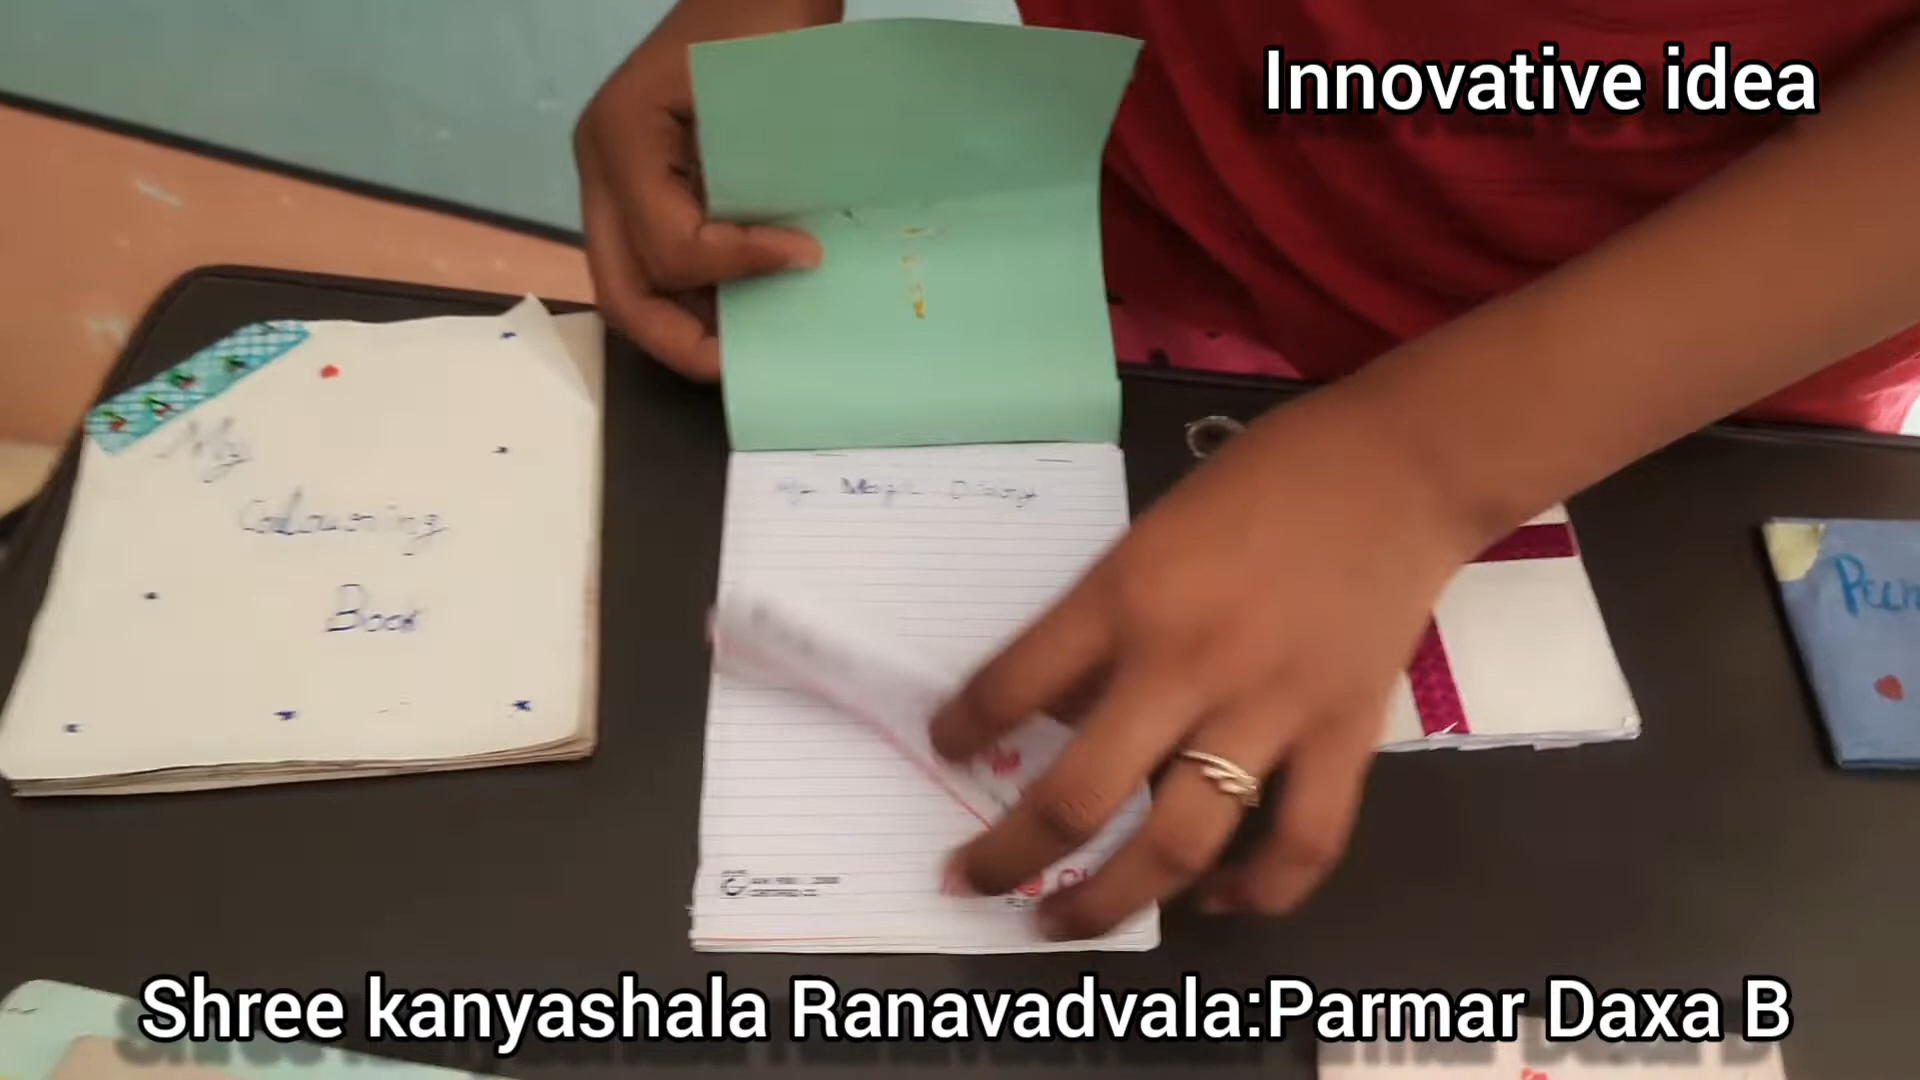 Innovative idea
My
Colouring
Book
My Magic Diary
Shree kanyashala Ranavadvala:Parmar Daxa B